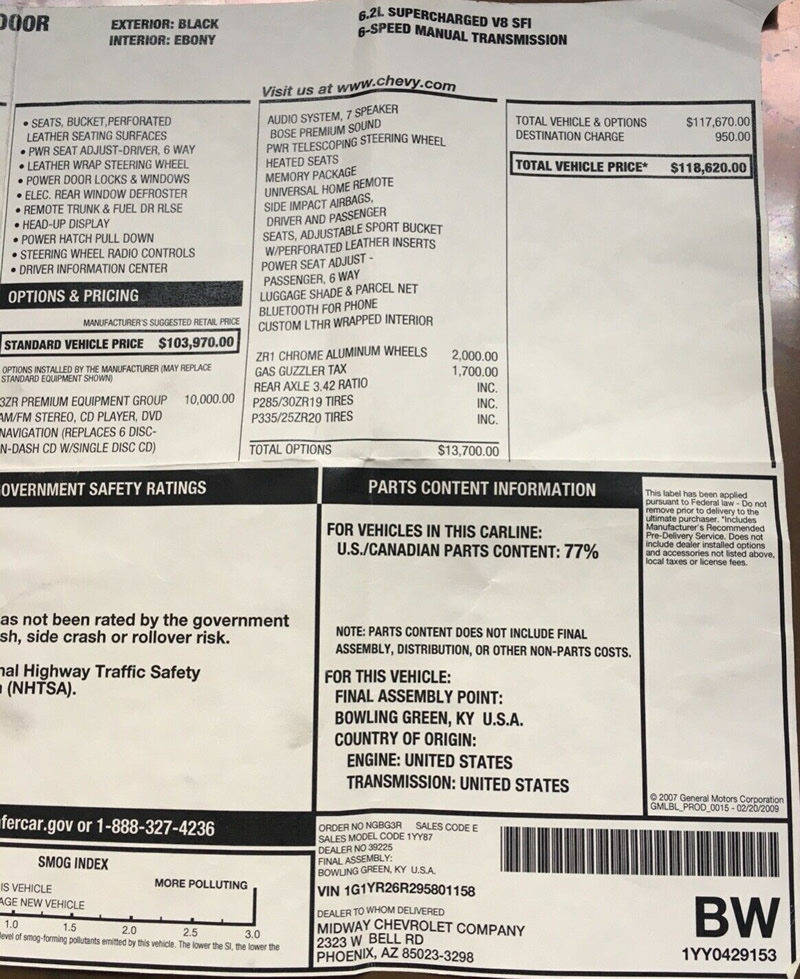 DOOR
EXTERIOR: BLACK
INTERIOR: EBONY
6.2L SUPERCHARGED V8 SFI
6-SPEED MANUAL TRANSMISSION
Visit us at www.chevy.com
• SEATS, BUCKET,PERFORATED
LEATHER SEATING SURFACES
• PWR SEAT ADJUST-DRIVER, 6 WAY
• LEATHER WRAP STEERING WHEEL
• POWER DOOR LOCKS & WINDOWS
• ELEC. REAR WINDOW DEFROSTER
• REMOTE TRUNK & FUEL DR RLSE
• HEAD-UP DISPLAY
• POWER HATCH PULL DOWN
• STEERING WHEEL RADIO CONTROLS
• DRIVER INFORMATION CENTER
OPTIONS & PRICING
MANUFACTURER'S SUGGESTED RETAIL PRICE
STANDARD VEHICLE PRICE $103,970.00
OPTIONS INSTALLED BY THE MANUFACTURER (MAY REPLACE
STANDARD EQUIPMENT SHOWN)
3ZR PREMIUM EQUIPMENT GROUP 10,000.00
AM/FM STEREO, CD PLAYER, DVD
NAVIGATION (REPLACES 6 DISC-
N-DASH CD W/SINGLE DISC CD)
AUDIO SYSTEM, 7 SPEAKER
BOSE PREMIUM SOUND
PWR TELESCOPING STEERING WHEEL
HEATED SEATS
MEMORY PACKAGE
UNIVERSAL HOME REMOTE
SIDE IMPACT AIRBAGS,
DRIVER AND PASSENGER
SEATS, ADJUSTABLE SPORT BUCKET
W/PERFORATED LEATHER INSERTS
POWER SEAT ADJUST -
PASSENGER, 6 WAY
LUGGAGE SHADE & PARCEL NET
BLUETOOTH FOR PHONE
CUSTOM LTHR WRAPPED INTERIOR
ZR1 CHROME ALUMINUM WHEELS 2,000.00
GAS GUZZLER TAX 1,700.00
REAR AXLE 3.42 RATIO INC.
P285/30ZR19 TIRES INC.
P335/25ZR20 TIRES INC.
TOTAL OPTIONS $13,700.00
TOTAL VEHICLE & OPTIONS $117,670.00
DESTINATION CHARGE 950.00
TOTAL VEHICLE PRICE* $118,620.00
OVERNMENT SAFETY RATINGS
as not been rated by the government
sh, side crash or rollover risk.
nal Highway Traffic Safety
(NHTSA).
fercar.gov or 1-888-327-4236
SMOG INDEX
IS VEHICLE
MORE POLLUTING
AGE NEW VEHICLE
1.0 1.5 2.0 2.5 3.0
level of smog-forming pollutants emitted by this vehicle. The lower the SI, the lower the
PARTS CONTENT INFORMATION
FOR VEHICLES IN THIS CARLINE:
U.S./CANADIAN PARTS CONTENT: 77%
NOTE: PARTS CONTENT DOES NOT INCLUDE FINAL
ASSEMBLY, DISTRIBUTION, OR OTHER NON-PARTS COSTS.
FOR THIS VEHICLE:
FINAL ASSEMBLY POINT:
BOWLING GREEN, KY U.S.A.
COUNTRY OF ORIGIN:
ENGINE: UNITED STATES
TRANSMISSION: UNITED STATES
This label has been applied
pursuant to Federal law - Do not
remove prior to delivery to the
ultimate purchaser. *Includes
Manufacturer's Recommended
Pre-Delivery Service. Does not
include dealer installed options
and accessories not listed above,
local taxes or license fees.
© 2007 General Motors Corporation
GMLBL_PROD_0015 - 02/20/2009
ORDER NO NGBG3R SALES CODE E
SALES MODEL CODE 1YY87
DEALER NO 39225
FINAL ASSEMBLY:
BOWLING GREEN, KY U.S.A.
VIN 1G1YR26R295801158
DEALER TO WHOM DELIVERED
MIDWAY CHEVROLET COMPANY
2323 W BELL RD
PHOENIX, AZ 85023-3298
BW
1YY0429153